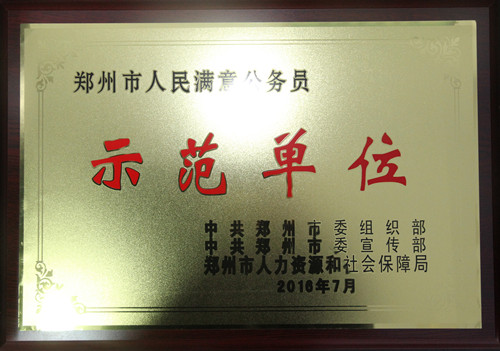 郑州市人民满意公务员
示范单位
中共郑州市委组织部
中共郑州市委宣传部
郑州市人力资源和社会保障局
2016年7月